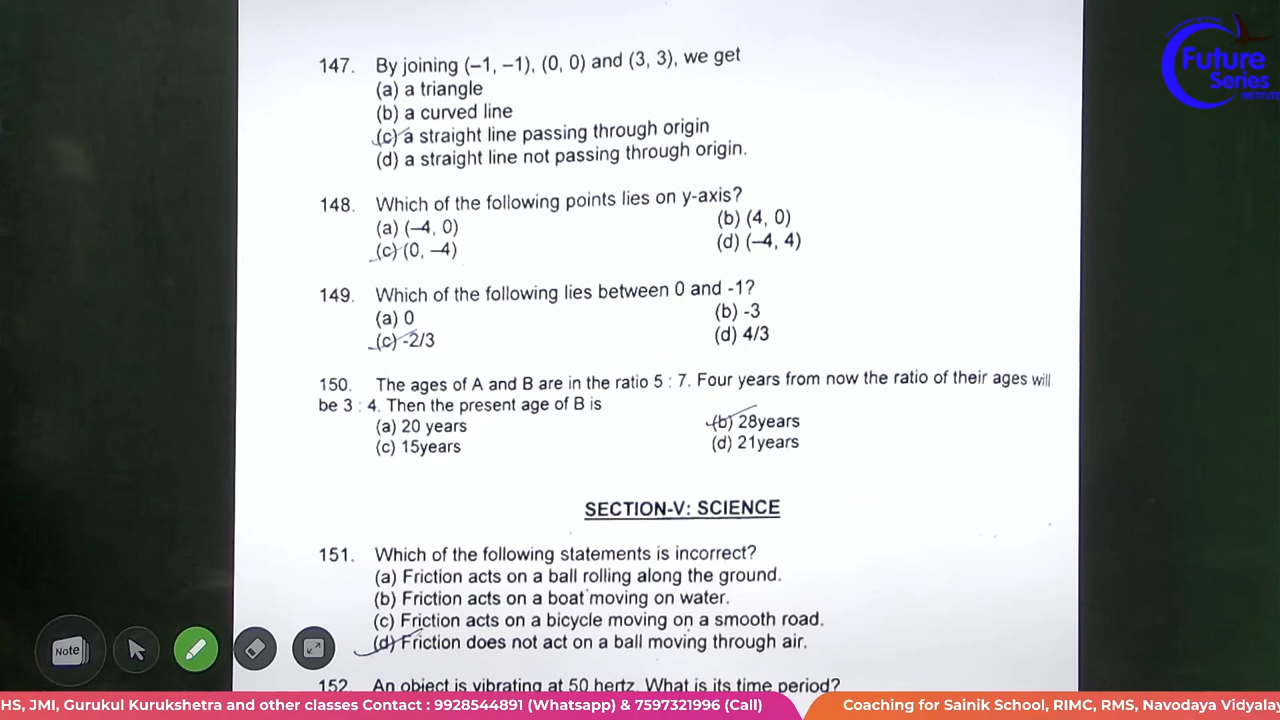 Future
Series
INSTITUTE
147. By joining (–1, –1), (0, 0) and (3, 3), we get
(a) a triangle
(b) a curved line
(c) a straight line passing through origin
(d) a straight line not passing through origin.
148. Which of the following points lies on y-axis?
(a) (–4, 0) (b) (4, 0)
(c) (0, –4) (d) (–4, 4)
149. Which of the following lies between 0 and -1?
(a) 0 (b) -3
(c) -2/3 (d) 4/3
150. The ages of A and B are in the ratio 5 : 7. Four years from now the ratio of their ages will
be 3 : 4. Then the present age of B is
(a) 20 years (b) 28years
(c) 15years (d) 21years
SECTION-V: SCIENCE
151. Which of the following statements is incorrect?
(a) Friction acts on a ball rolling along the ground.
(b) Friction acts on a boat moving on water.
(c) Friction acts on a bicycle moving on a smooth road.
(d) Friction does not act on a ball moving through air.
Note
152. An object is vibrating at 50 hertz. What is its time period?
HS, JMI, Gurukul Kurukshetra and other classes Contact : 9928544891 (Whatsapp) & 7597321996 (Call) Coaching for Sainik School, RIMC, RMS, Navodaya Vidyala